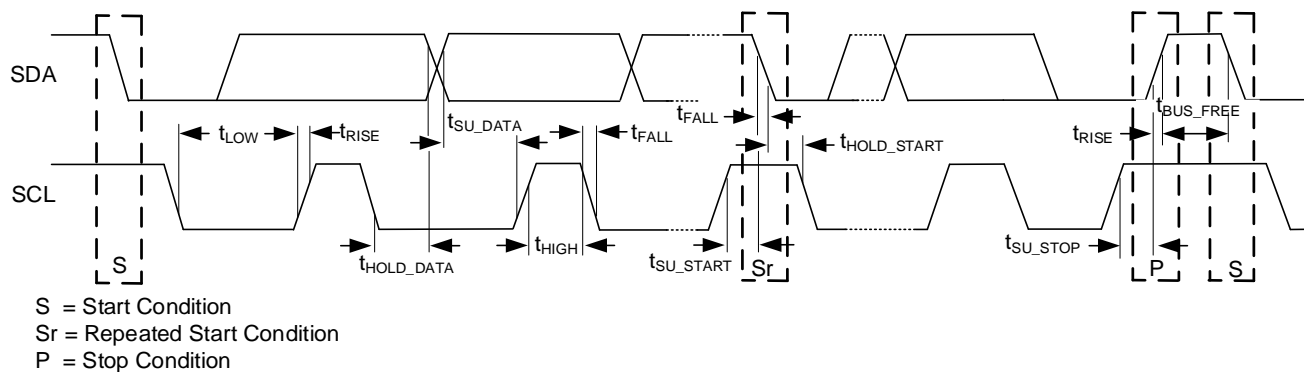 SDA
t_BUS_FREE
t_SU_DATA
t_FALL
t_FALL
t_LOW
t_RISE
t_RISE
t_HOLD_START
SCL
t_HIGH
t_SU_START
t_SU_STOP
t_HOLD_DATA
S
Sr
P
S
S = Start Condition
Sr = Repeated Start Condition
P = Stop Condition